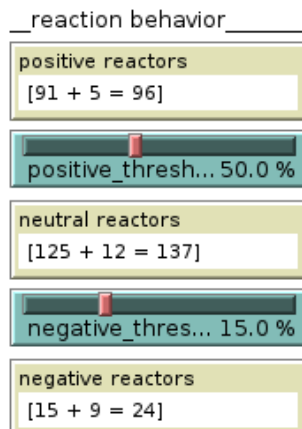 __reaction behavior______
positive reactors
[91 + 5 = 96]
positive_thresh... 50.0 %
neutral reactors
[125 + 12 = 137]
negative_thres... 15.0 %
negative reactors
[15 + 9 = 24]